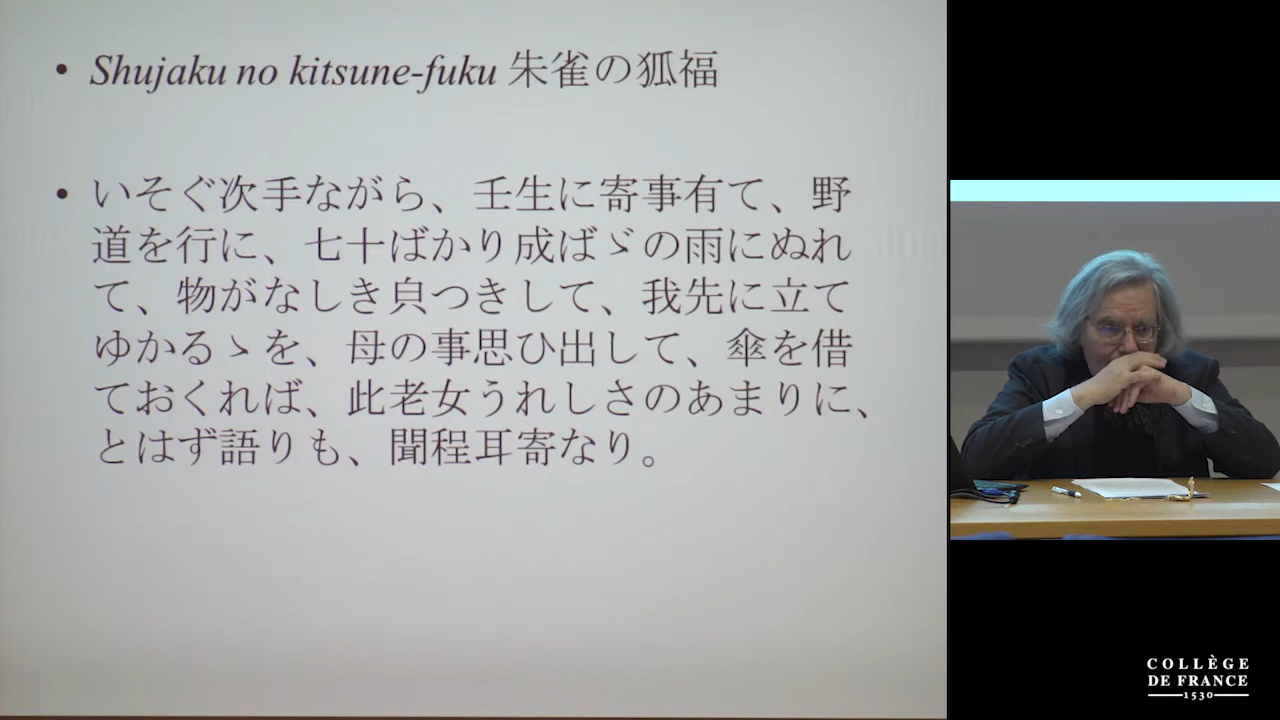 • Shujaku no kitsune-fuku 朱雀の狐福
• いそぐ次手ながら、壬生に寄事有て、野
道を行に、七十ばかり成ばゞの雨にぬれ
て、物がなしき㒵つきして、我先に立て
ゆかるゝを、母の事思ひ出して、傘を借
ておくれば、此老女うれしさのあまりに、
とはず語りも、聞程耳寄なり。
COLLÈGE
DE FRANCE
1530